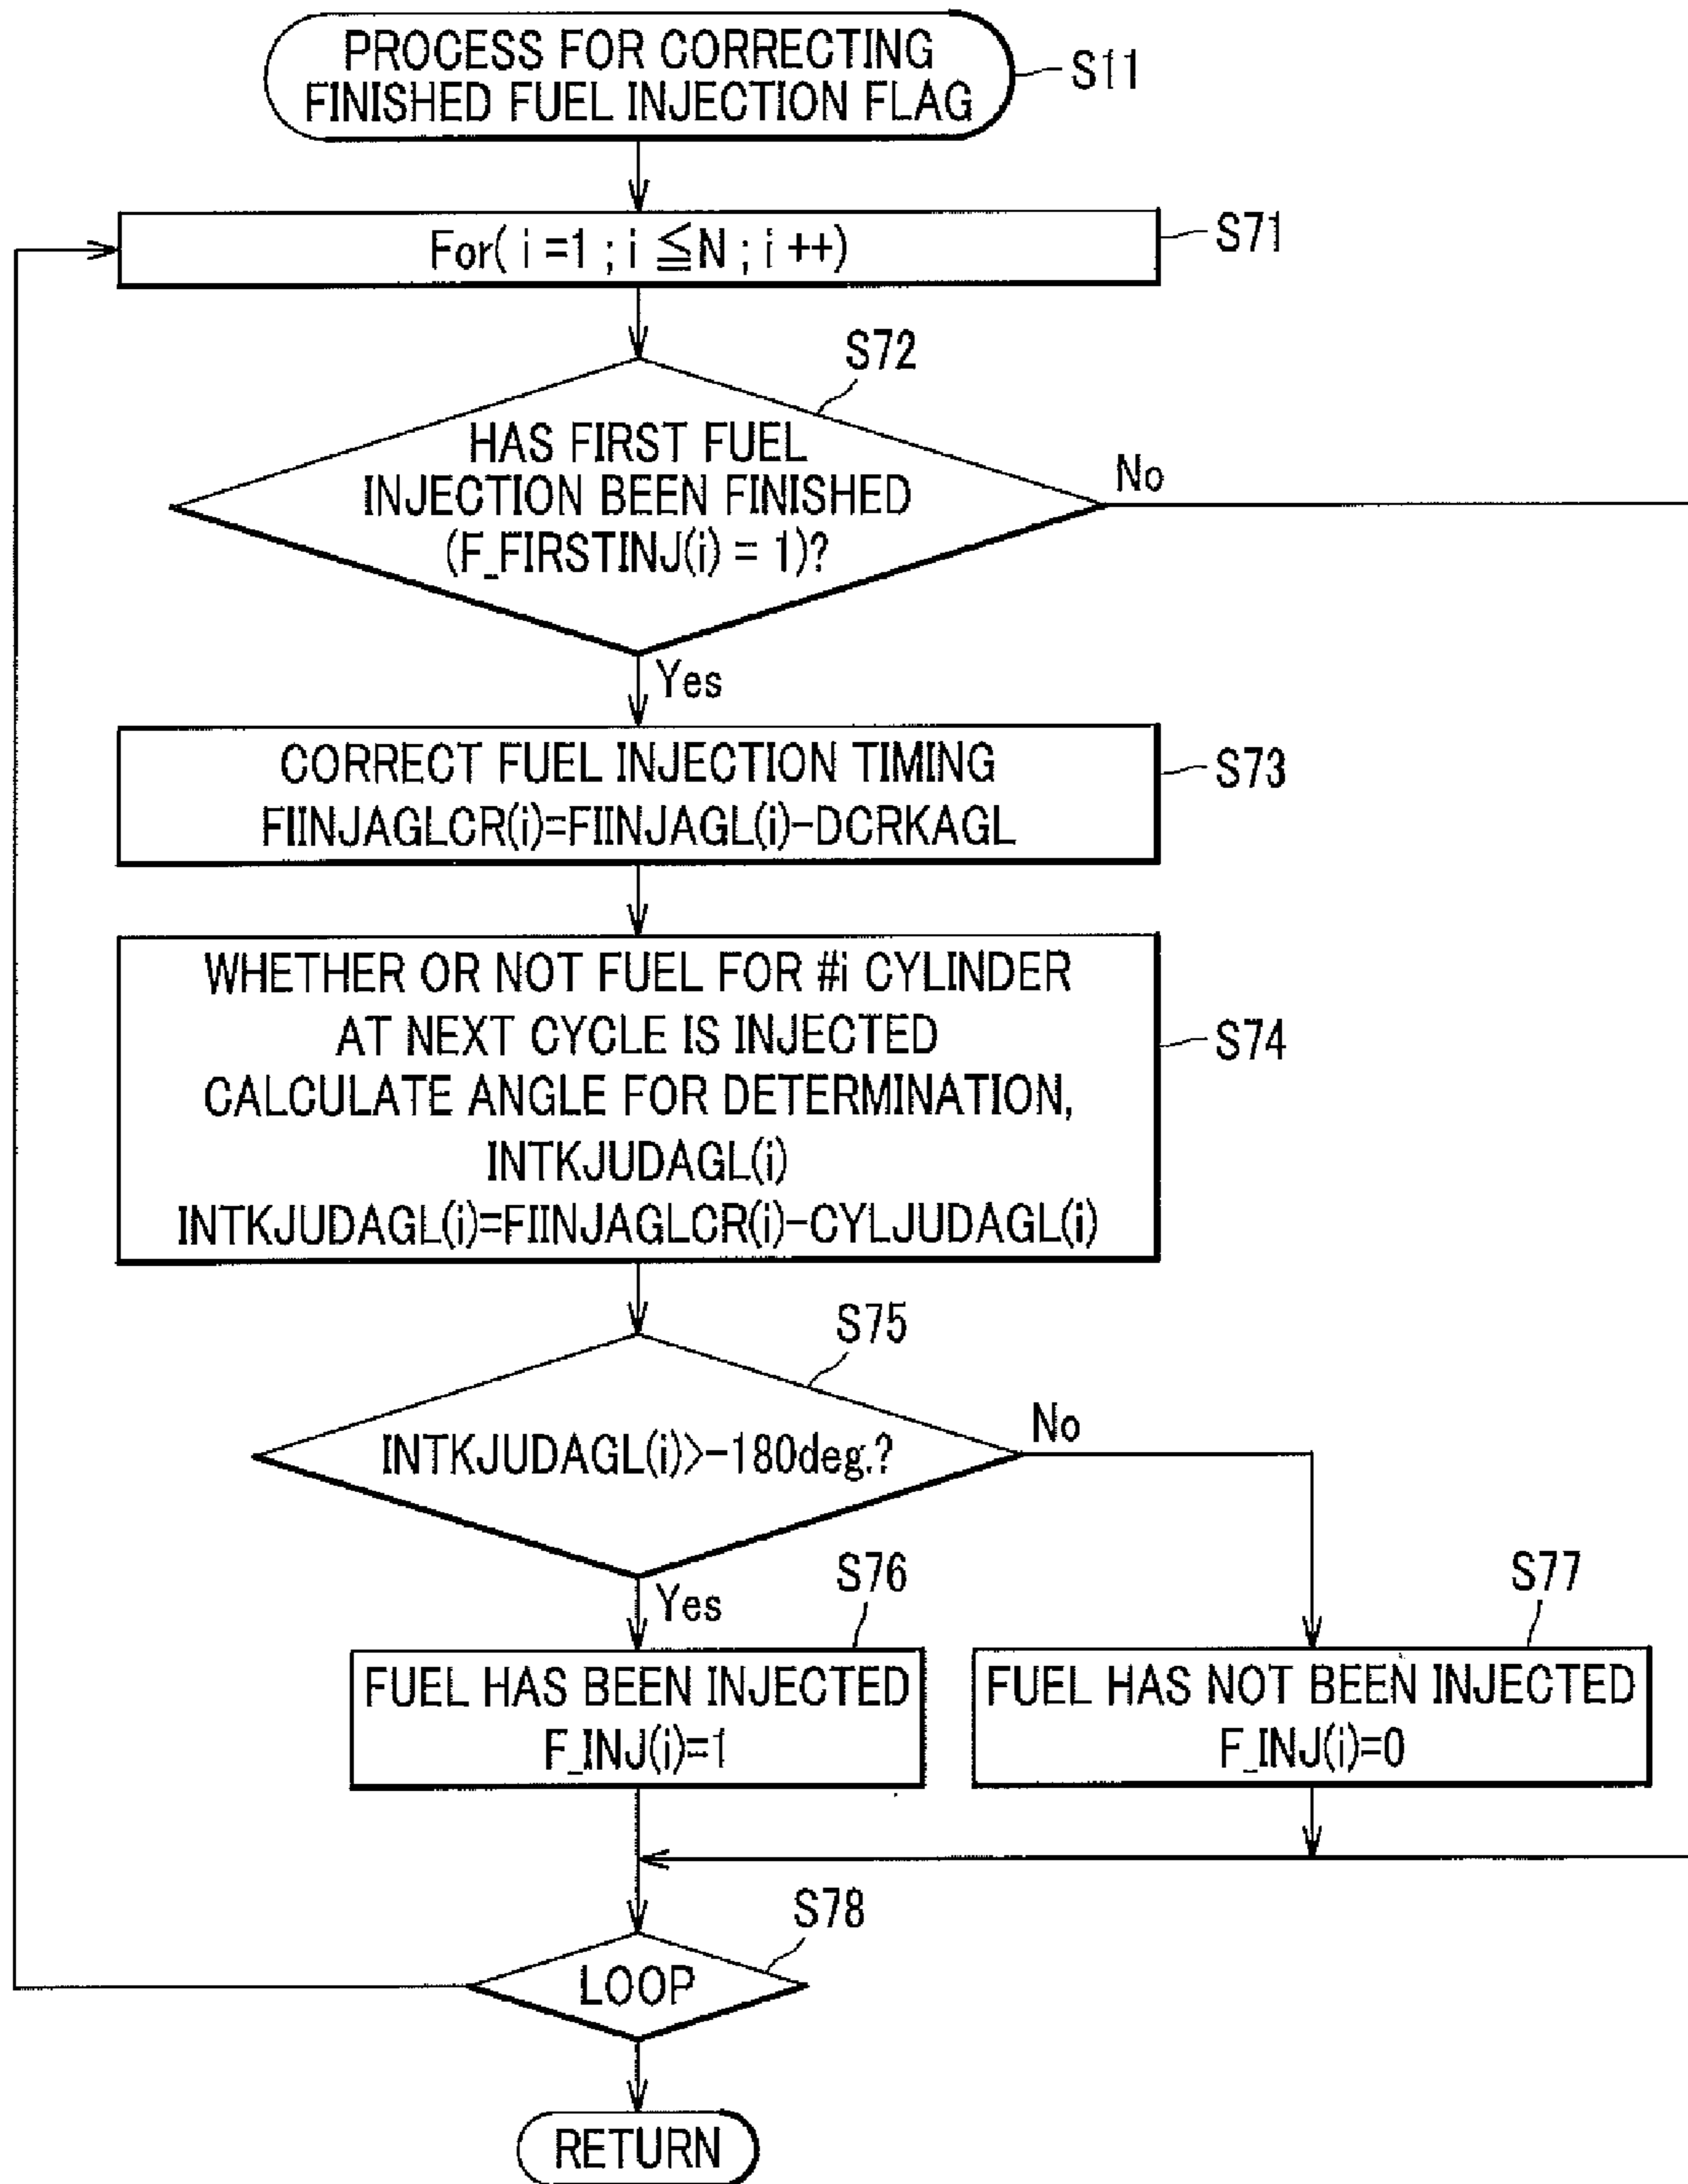 PROCESS FOR CORRECTING
FINISHED FUEL INJECTION FLAG
S11
For( i =1 ; i ≦N ; i ++)
S71
S72
HAS FIRST FUEL
INJECTION BEEN FINISHED
(F_FIRSTINJ(i) = 1)?
No
Yes
CORRECT FUEL INJECTION TIMING
FIINJAGLCR(i)=FIINJAGL(i)-DCRKAGL
S73
WHETHER OR NOT FUEL FOR #i CYLINDER
AT NEXT CYCLE IS INJECTED
CALCULATE ANGLE FOR DETERMINATION,
INTKJUDAGL(i)
INTKJUDAGL(i)=FIINJAGLCR(i)-CYLJUDAGL(i)
S74
S75
INTKJUDAGL(i)>-180deg.?
No
Yes
S76
FUEL HAS BEEN INJECTED
F_INJ(i)=1
S77
FUEL HAS NOT BEEN INJECTED
F_INJ(i)=0
S78
LOOP
RETURN